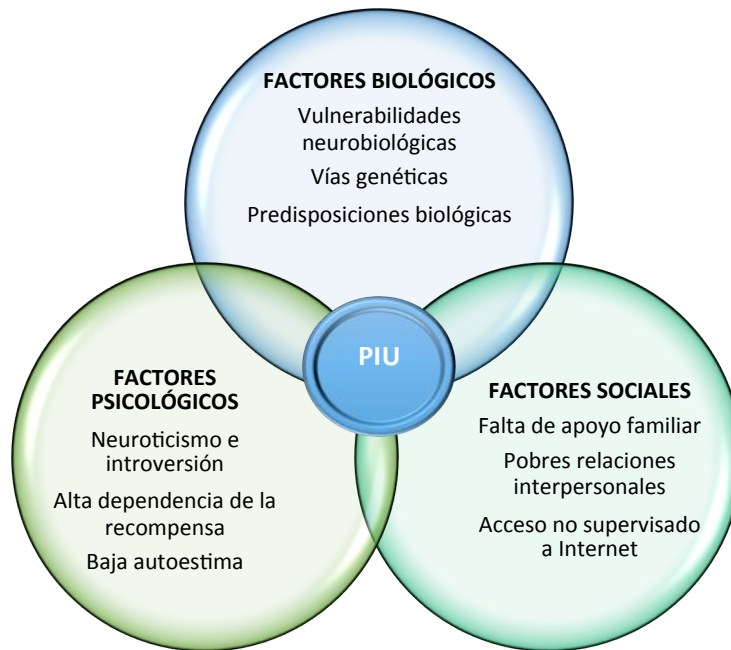 FACTORES BIOLÓGICOS
Vulnerabilidades
neurobiológicas
Vías genéticas
Predisposiciones biológicas
PIU
FACTORES
PSICOLÓGICOS
Neuroticismo e
introversión
Alta dependencia de la
recompensa
Baja autoestima
FACTORES SOCIALES
Falta de apoyo familiar
Pobres relaciones
interpersonales
Acceso no supervisado
a Internet